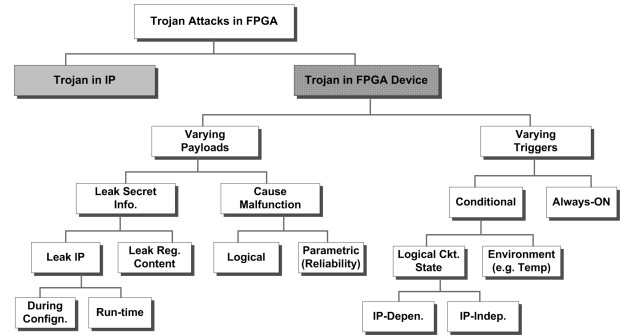 Trojan Attacks in FPGA
Trojan in IP
Trojan in FPGA Device
Varying
Payloads
Varying
Triggers
Leak Secret
Info.
Cause
Malfunction
Conditional
Always-ON
Leak IP
Leak Reg.
Content
Logical
Parametric
(Reliability)
Logical Ckt.
State
Environment
(e.g. Temp)
During
Confign.
Run-time
IP-Depen.
IP-Indep.